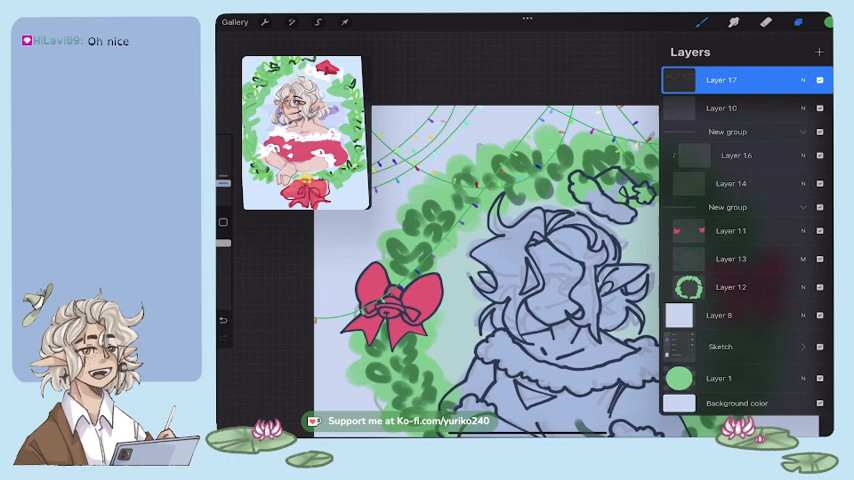 HiLavi09: Oh nice
Gallery
Layers
Layer 17 N
Layer 10 N
New group
Layer 16 N
Layer 14 N
New group
Layer 11 N
Layer 13 M
Layer 12 N
Layer 8 N
Sketch
Layer 1 N
Background color
Support me at Ko-fi.com/yuriko240